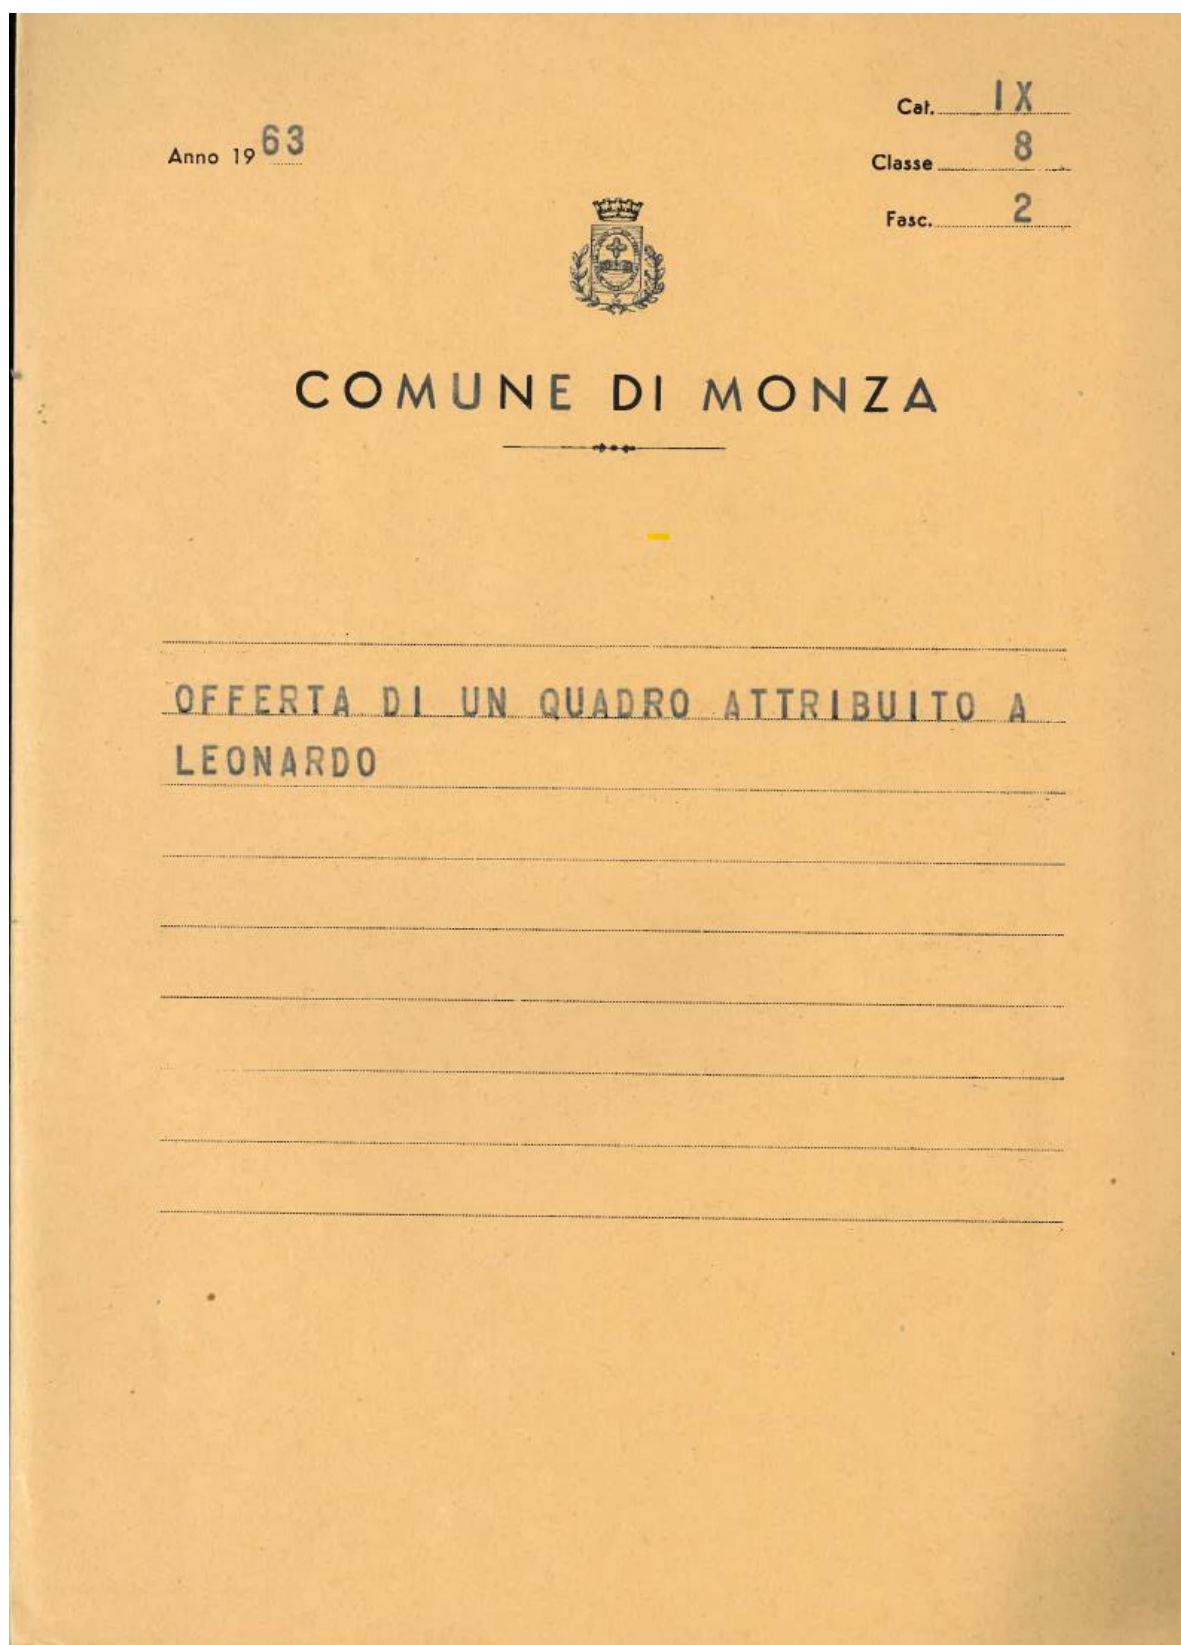 Anno 1963
Cat. IX
Classe 8
Fasc. 2
COMUNE DI MONZA
OFFERTA DI UN QUADRO ATTRIBUITO A
LEONARDO